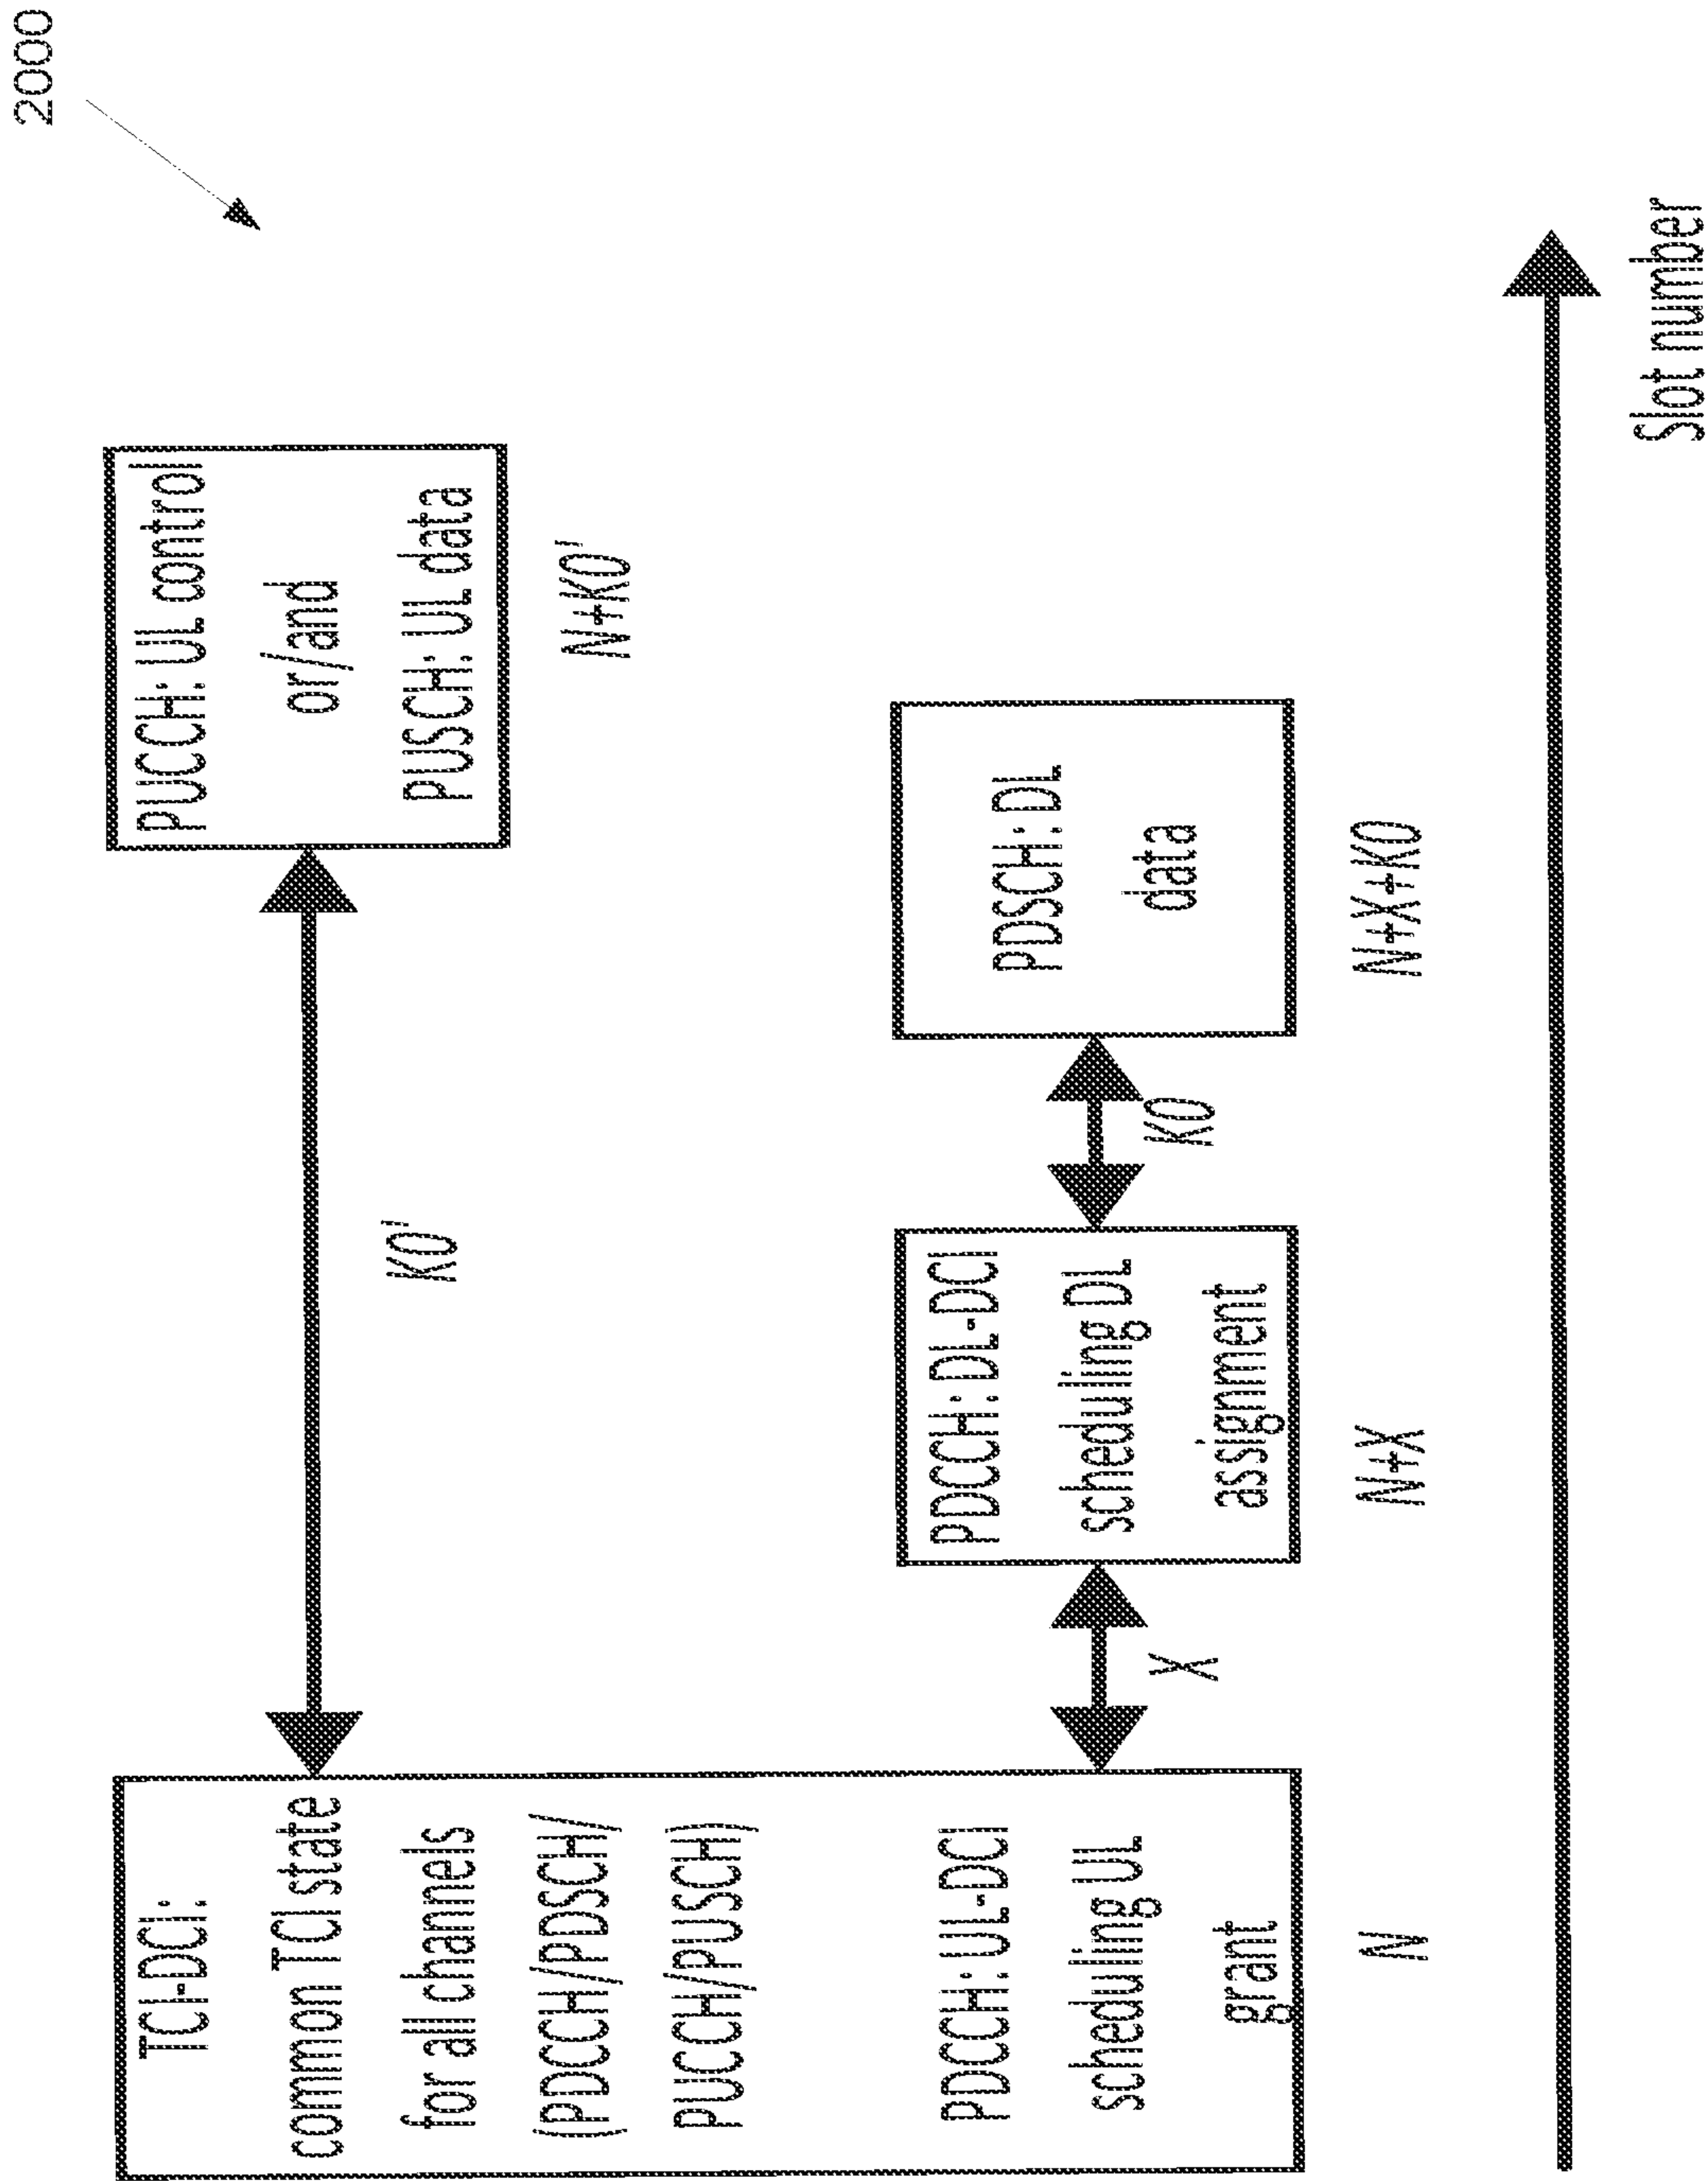 2000
TCI-DCI:
common TCI state
for all channels
(PDCCH/PDSCH/
PUCCH/PUSCH)
PDCCH: UL-DCI
scheduling UL
grant
N
K0'
PUCCH: UL control
or/and
PUSCH: UL data
N+K0'
X
PDCCH: DL-DCI
scheduling DL
assignment
N+X
K0
PDSCH: DL
data
N+X+K0
Slot number